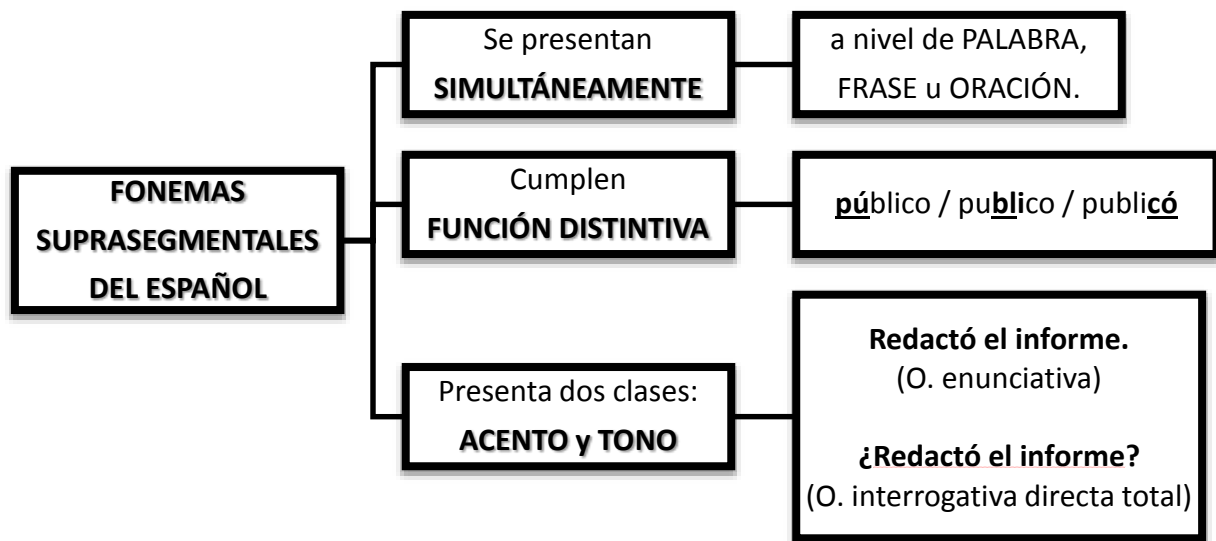 FONEMAS
SUPRASEGMENTALES
DEL ESPAÑOL
Se presentan
SIMULTÁNEAMENTE
a nivel de PALABRA,
FRASE u ORACIÓN.
Cumplen
FUNCIÓN DISTINTIVA
público / publico / publicó
Presenta dos clases:
ACENTO y TONO
Redactó el informe.
(O. enunciativa)
¿Redactó el informe?
(O. interrogativa directa total)